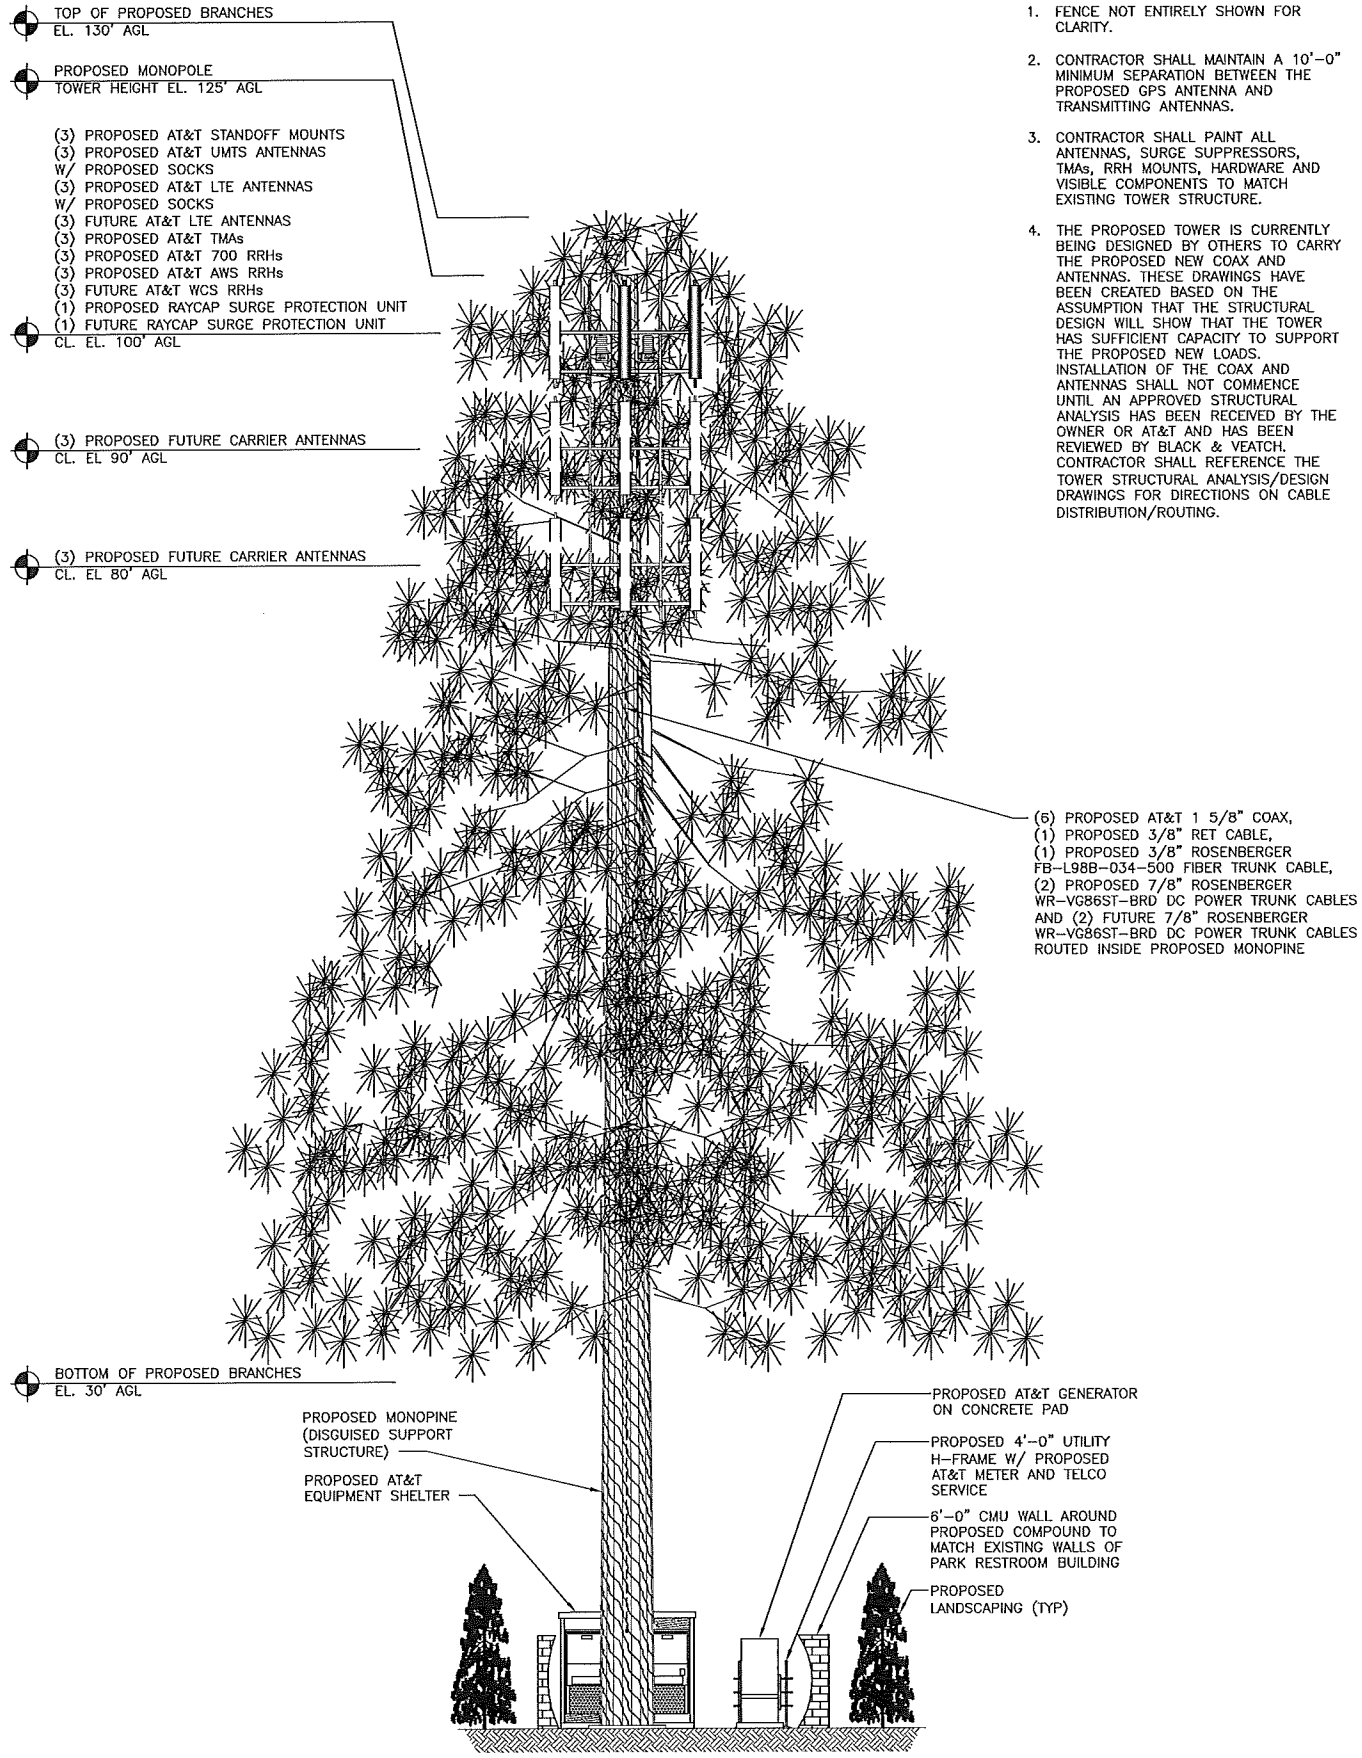 TOP OF PROPOSED BRANCHES
EL. 130' AGL
PROPOSED MONOPOLE
TOWER HEIGHT EL. 125' AGL
(3) PROPOSED AT&T STANDOFF MOUNTS
(3) PROPOSED AT&T UMTS ANTENNAS
W/ PROPOSED SOCKS
(3) PROPOSED AT&T LTE ANTENNAS
W/ PROPOSED SOCKS
(3) FUTURE AT&T LTE ANTENNAS
(3) PROPOSED AT&T TMAs
(3) PROPOSED AT&T 700 RRHs
(3) PROPOSED AT&T AWS RRHs
(3) FUTURE AT&T WCS RRHs
(1) PROPOSED RAYCAP SURGE PROTECTION UNIT
(1) FUTURE RAYCAP SURGE PROTECTION UNIT
CL. EL. 100' AGL
(3) PROPOSED FUTURE CARRIER ANTENNAS
CL. EL 90' AGL
(3) PROPOSED FUTURE CARRIER ANTENNAS
CL. EL 80' AGL
1. FENCE NOT ENTIRELY SHOWN FOR
CLARITY.
2. CONTRACTOR SHALL MAINTAIN A 10'-0"
MINIMUM SEPARATION BETWEEN THE
PROPOSED GPS ANTENNA AND
TRANSMITTING ANTENNAS.
3. CONTRACTOR SHALL PAINT ALL
ANTENNAS, SURGE SUPPRESSORS,
TMAs, RRH MOUNTS, HARDWARE AND
VISIBLE COMPONENTS TO MATCH
EXISTING TOWER STRUCTURE.
4. THE PROPOSED TOWER IS CURRENTLY
BEING DESIGNED BY OTHERS TO CARRY
THE PROPOSED NEW COAX AND
ANTENNAS. THESE DRAWINGS HAVE
BEEN CREATED BASED ON THE
ASSUMPTION THAT THE STRUCTURAL
DESIGN WILL SHOW THAT THE TOWER
HAS SUFFICIENT CAPACITY TO SUPPORT
THE PROPOSED NEW LOADS.
INSTALLATION OF THE COAX AND
ANTENNAS SHALL NOT COMMENCE
UNTIL AN APPROVED STRUCTURAL
ANALYSIS HAS BEEN RECEIVED BY THE
OWNER OR AT&T AND HAS BEEN
REVIEWED BY BLACK & VEATCH.
CONTRACTOR SHALL REFERENCE THE
TOWER STRUCTURAL ANALYSIS/DESIGN
DRAWINGS FOR DIRECTIONS ON CABLE
DISTRIBUTION/ROUTING.
(6) PROPOSED AT&T 1 5/8" COAX,
(1) PROPOSED 3/8" RET CABLE,
(1) PROPOSED 3/8" ROSENBERGER
FB-L98B-034-500 FIBER TRUNK CABLE,
(2) PROPOSED 7/8" ROSENBERGER
WR-VG86ST-BRD DC POWER TRUNK CABLES
AND (2) FUTURE 7/8" ROSENBERGER
WR-VG86ST-BRD DC POWER TRUNK CABLES
ROUTED INSIDE PROPOSED MONOPINE
BOTTOM OF PROPOSED BRANCHES
EL. 30' AGL
PROPOSED MONOPINE
(DISGUISED SUPPORT
STRUCTURE)
PROPOSED AT&T
EQUIPMENT SHELTER
PROPOSED AT&T GENERATOR
ON CONCRETE PAD
PROPOSED 4'-0" UTILITY
H-FRAME W/ PROPOSED
AT&T METER AND TELCO
SERVICE
6'-0" CMU WALL AROUND
PROPOSED COMPOUND TO
MATCH EXISTING WALLS OF
PARK RESTROOM BUILDING
PROPOSED
LANDSCAPING (TYP)